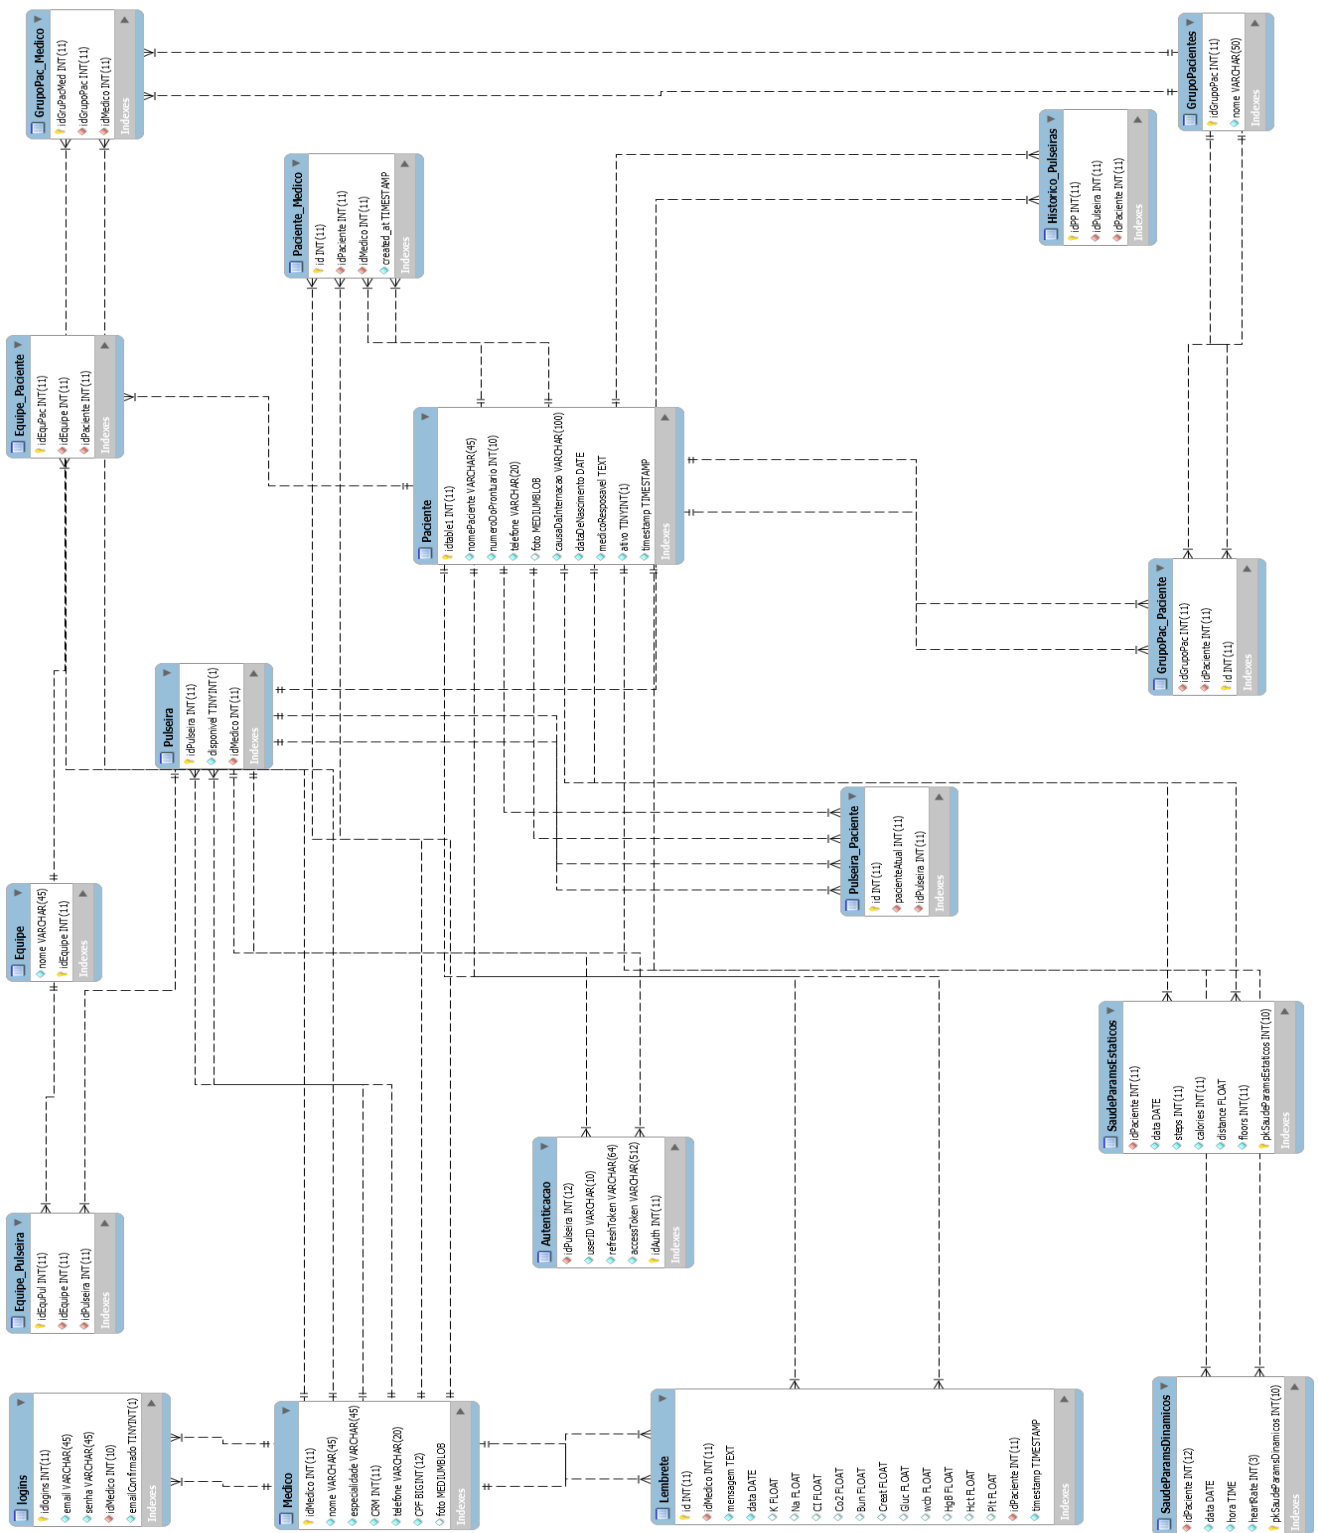 GrupoPac_Medico
idGruPacMed INT(11)
idGrupoPac INT(11)
idMedico INT(11)
Indexes
GrupoPacientes
idGrupoPac INT(11)
nome VARCHAR(50)
Indexes
Historico_Pulseiras
idPP INT(11)
idPulseira INT(11)
idPaciente INT(11)
Indexes
Paciente_Medico
id INT(11)
idPaciente INT(11)
idMedico INT(11)
created_at TIMESTAMP
Indexes
Equipe_Paciente
idEquPac INT(11)
idEquipe INT(11)
idPaciente INT(11)
Indexes
Paciente
idtable1 INT(11)
nomePaciente VARCHAR(45)
numeroDoProntuario INT(10)
telefone VARCHAR(20)
foto MEDIUMBLOB
causaDaInternacao VARCHAR(100)
dataDeNascimento DATE
medicoResposavel TEXT
ativo TINYINT(1)
timestamp TIMESTAMP
Indexes
GrupoPac_Paciente
idGrupoPac INT(11)
idPaciente INT(11)
id INT(11)
Indexes
Pulseira
idPulseira INT(11)
disponivel TINYINT(1)
idMedico INT(11)
Indexes
Pulseira_Paciente
id INT(11)
pacienteAtual INT(11)
idPulseira INT(11)
Indexes
Equipe
nome VARCHAR(45)
idEquipe INT(11)
Indexes
SaudeParamsEstaticos
idPaciente INT(11)
data DATE
steps INT(11)
calories INT(11)
distance FLOAT
floors INT(11)
pkSaudeParamsEstaticos INT(10)
Indexes
Autenticacao
idPulseira INT(12)
userID VARCHAR(10)
refreshToken VARCHAR(64)
accessToken VARCHAR(512)
idAuth INT(11)
Indexes
Equipe_Pulseira
idEquPul INT(11)
idEquipe INT(11)
idPulseira INT(11)
Indexes
logins
idlogins INT(11)
email VARCHAR(45)
senha VARCHAR(45)
idMedico INT(10)
emailConfirmado TINYINT(1)
Indexes
Medico
idMedico INT(11)
nome VARCHAR(45)
especialidade VARCHAR(45)
CRM INT(11)
telefone VARCHAR(20)
CPF BIGINT(12)
foto MEDIUMBLOB
Indexes
Lembrete
id INT(11)
idMedico INT(11)
mensagem TEXT
data DATE
K FLOAT
Na FLOAT
Cl FLOAT
Co2 FLOAT
Bun FLOAT
Creat FLOAT
Gluc FLOAT
wcb FLOAT
HgB FLOAT
Hct FLOAT
Plt FLOAT
idPaciente INT(11)
timestamp TIMESTAMP
Indexes
SaudeParamsDinamicos
idPaciente INT(12)
data DATE
hora TIME
heartRate INT(3)
pkSaudeParamsDinamicos INT(10)
Indexes